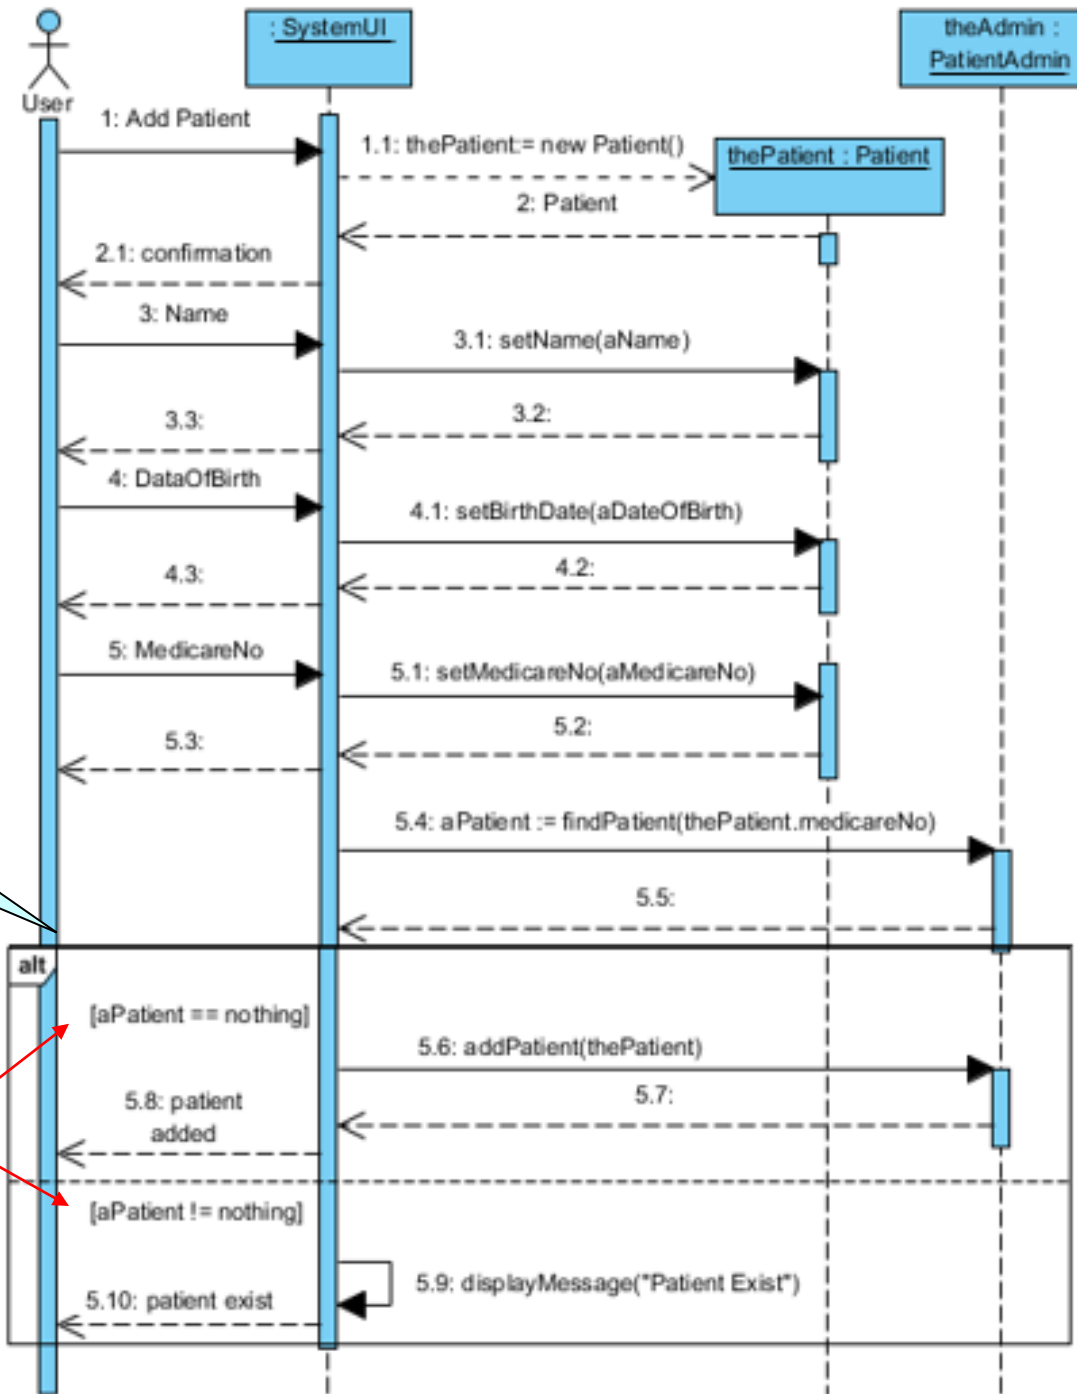 : SystemUI
theAdmin :
PatientAdmin
User
1: Add Patient
1.1: thePatient:= new Patient()
thePatient : Patient
2: Patient
2.1: confirmation
3: Name
3.1: setName(aName)
3.2:
3.3:
4: DataOfBirth
4.1: setBirthDate(aDateOfBirth)
4.2:
4.3:
5: MedicareNo
5.1: setMedicareNo(aMedicareNo)
5.2:
5.3:
5.4: aPatient := findPatient(thePatient.medicareNo)
5.5:
alt
[aPatient == nothing]
5.6: addPatient(thePatient)
5.7:
5.8: patient
added
[aPatient != nothing]
5.9: displayMessage("Patient Exist")
5.10: patient exist